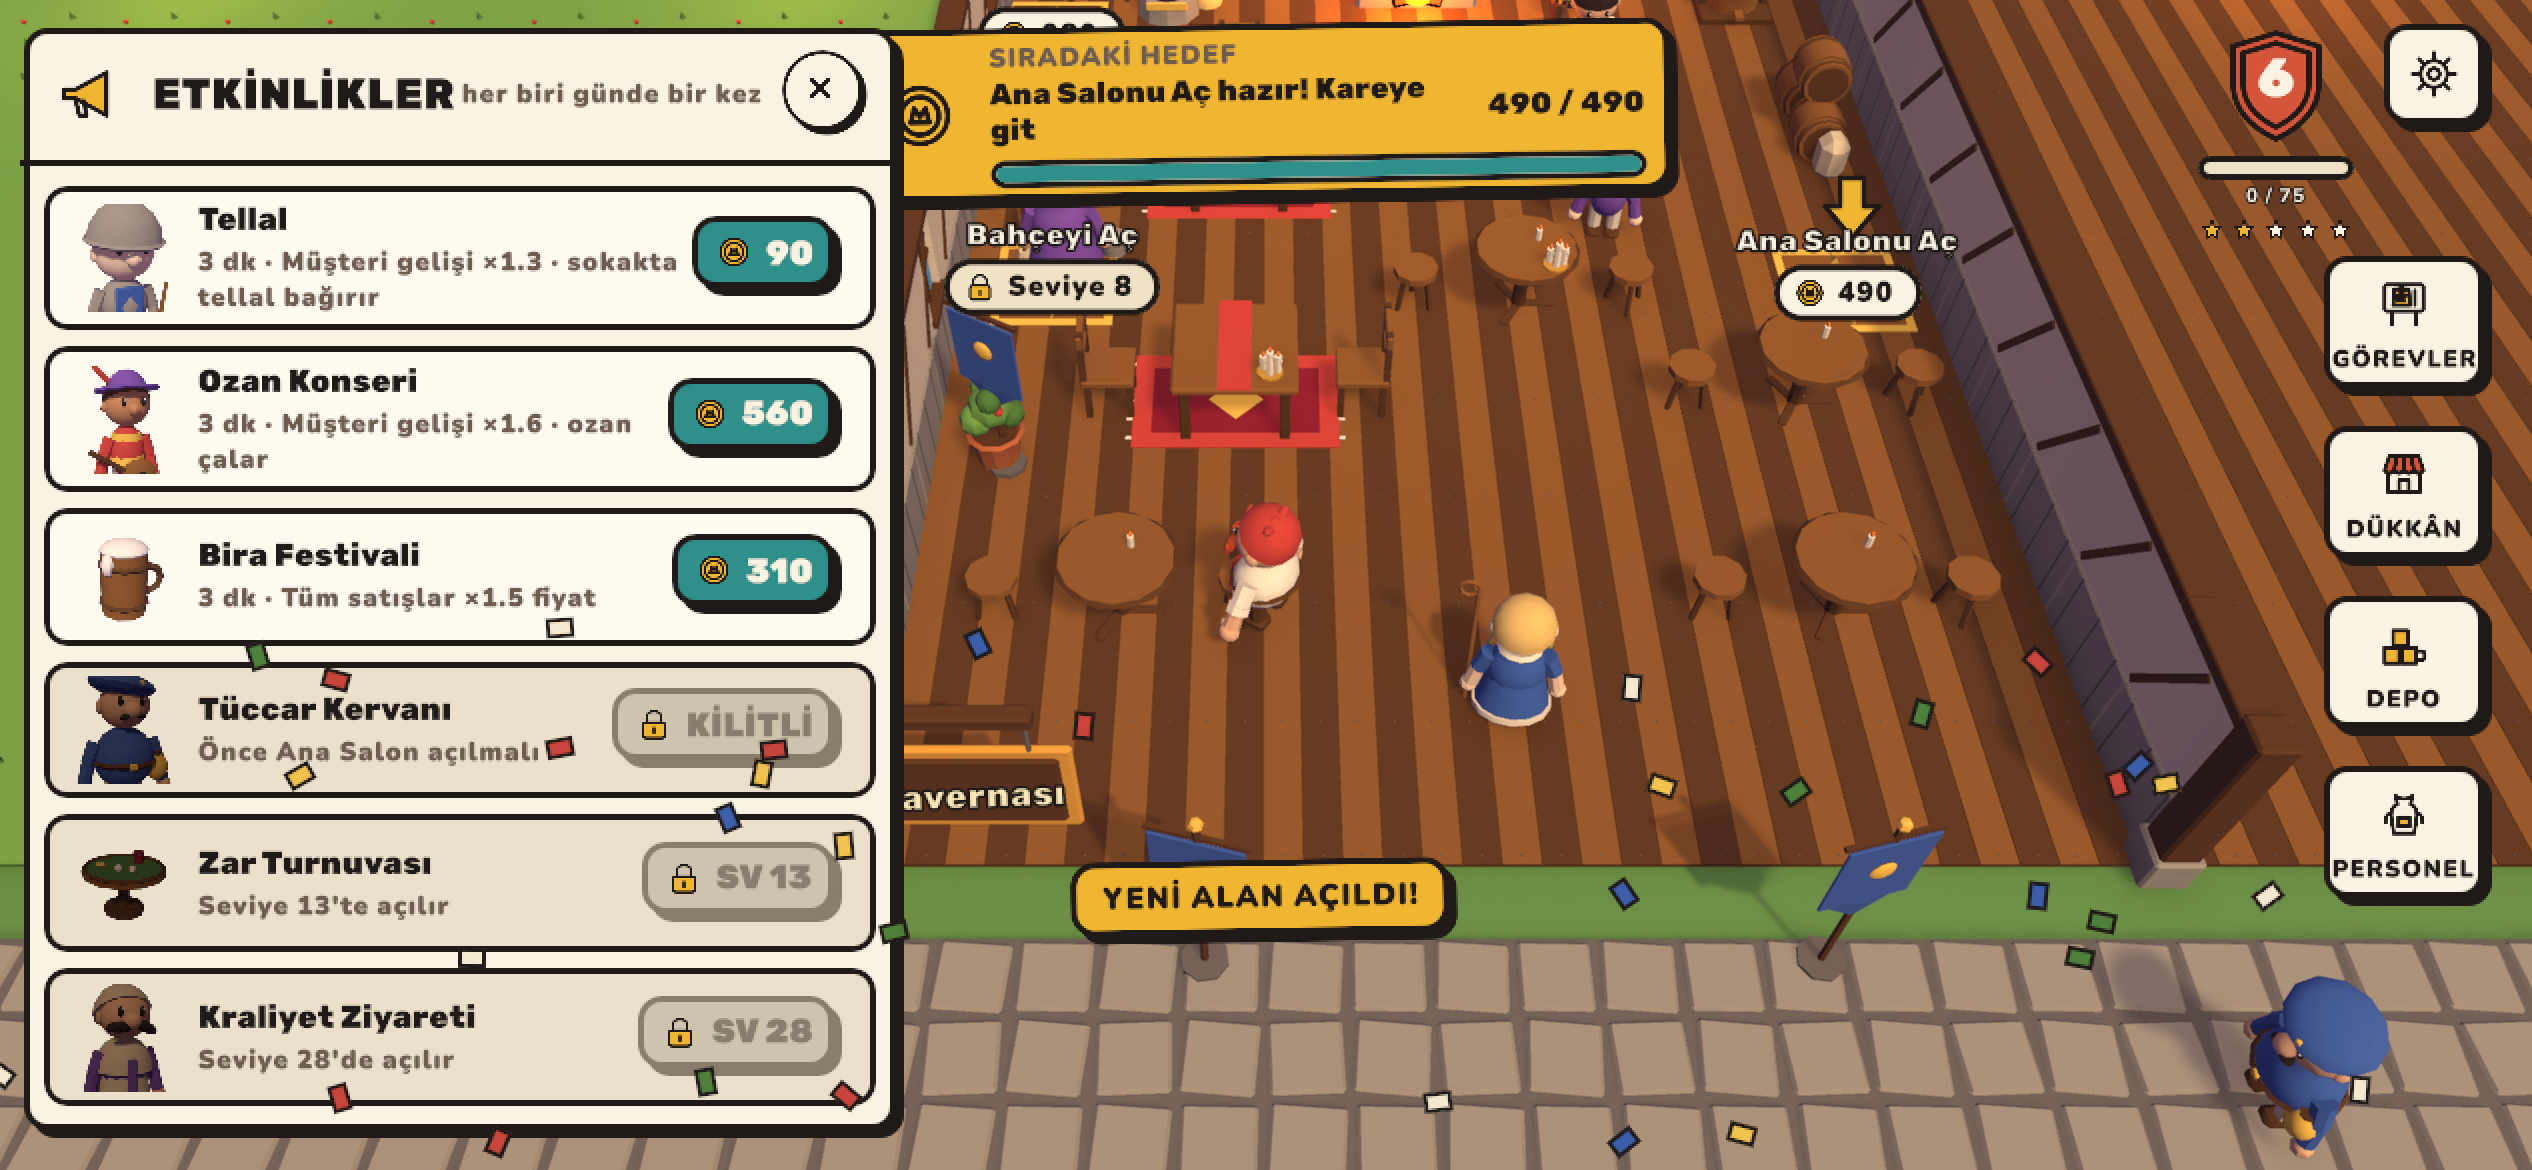 ETKİNLİKLER her biri günde bir kez
Tellal
3 dk · Müşteri gelişi ×1.3 · sokakta
tellal bağırır
90
Ozan Konseri
3 dk · Müşteri gelişi ×1.6 · ozan
çalar
560
Bira Festivali
3 dk · Tüm satışlar ×1.5 fiyat
310
Tüccar Kervanı
Önce Ana Salon açılmalı
KİLİTLİ
Zar Turnuvası
Seviye 13'te açılır
SV 13
Kraliyet Ziyareti
Seviye 28'de açılır
SV 28
SIRADAKİ HEDEF
Ana Salonu Aç hazır! Kareye
git
490 / 490
Bahçeyi Aç
Seviye 8
Ana Salonu Aç
490
avernası
YENİ ALAN AÇILDI!
6
0 / 75
GÖREVLER
DÜKKÂN
DEPO
PERSONEL